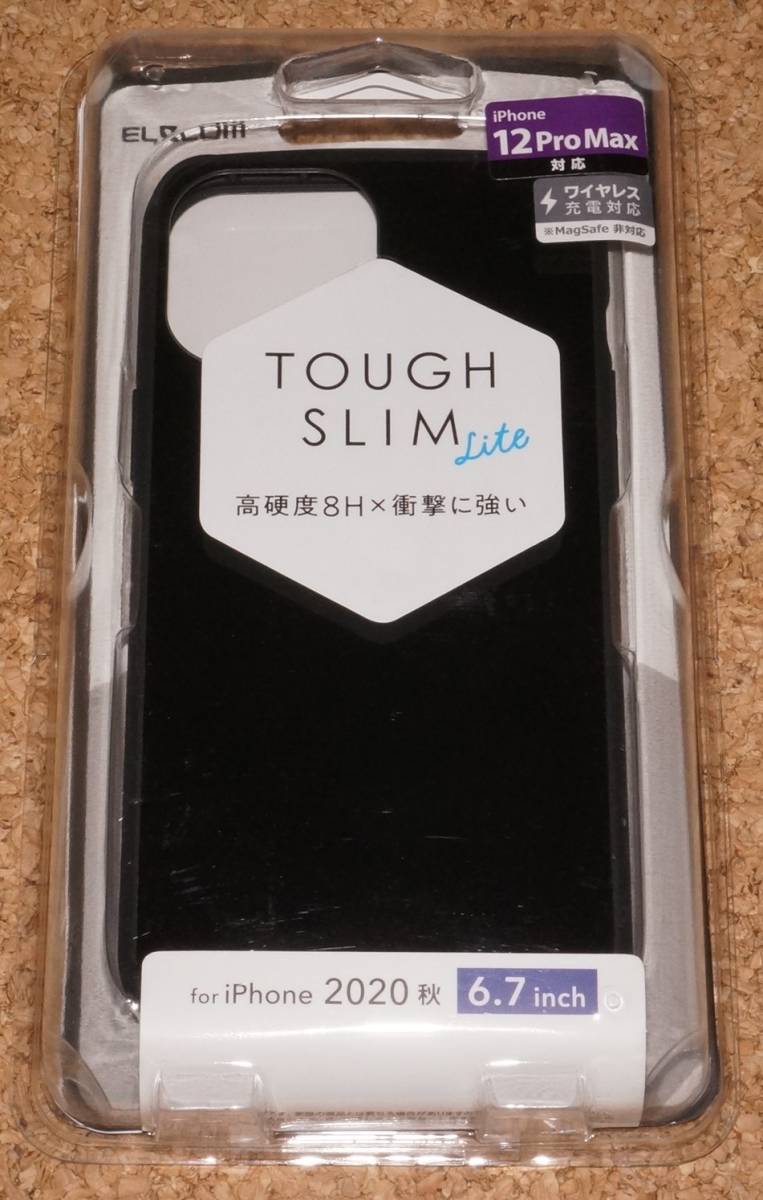 ELECOM
iPhone
12 Pro Max
対応
ワイヤレス
充電対応
※MagSafe 非対応
TOUGH
SLIM Lite
高硬度8H×衝撃に強い
for iPhone 2020 秋 6.7 inch